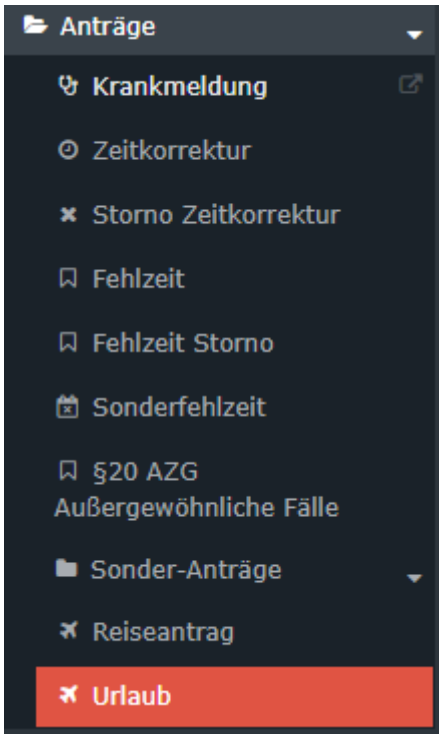 Anträge
Krankmeldung
Zeitkorrektur
Storno Zeitkorrektur
Fehlzeit
Fehlzeit Storno
Sonderfehlzeit
§20 AZG
Außergewöhnliche Fälle
Sonder-Anträge
Reiseantrag
Urlaub